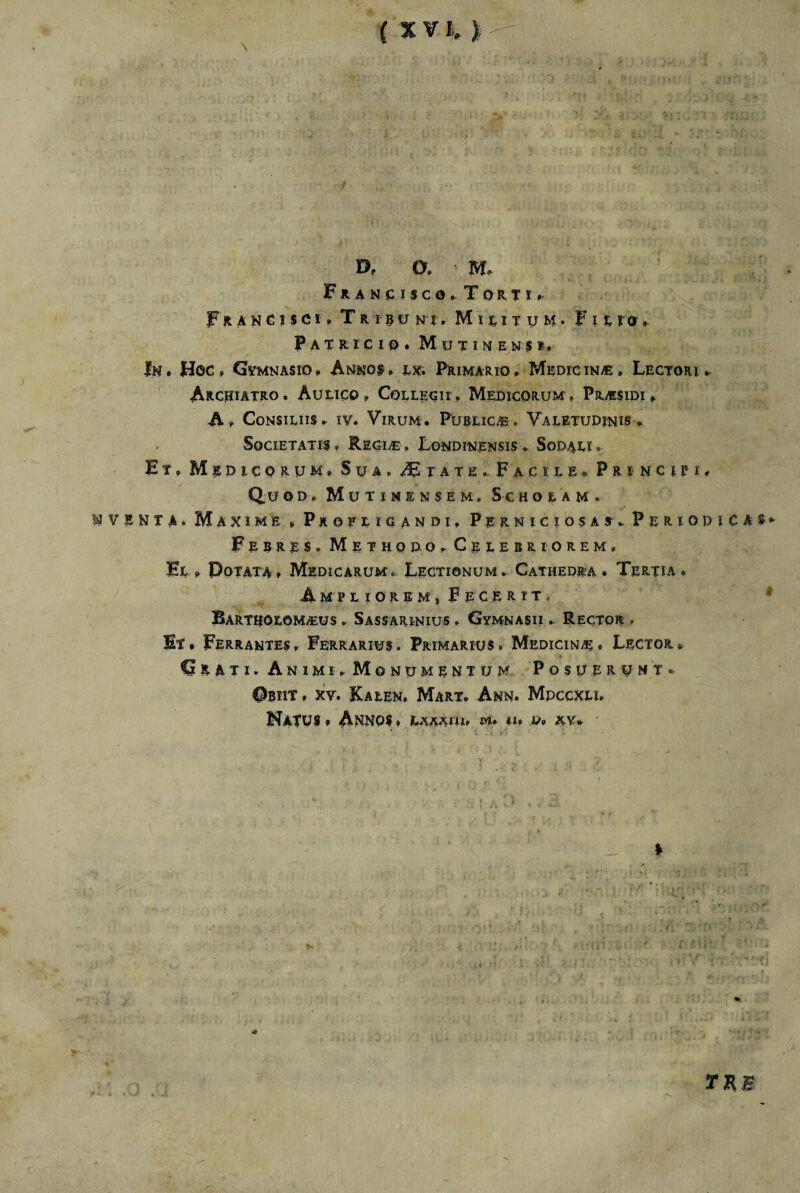 ( XVI. )
D. O. M.
FRANCISCO. TORTI.
FRANCISCI. TRIBUNI. MILITUM. FILIO.
PATRICIO. MUTINENSI.
IN. HOC. GYMNASIO. ANNOS. LX. PRIMARIO. MEDICINÆ. LECTORI.
ARCHIATRO. AULICO. COLLEGII. MEDICORUM. PRÆSIDI.
A. CONSILIIS. IV. VIRUM. PUBLICÆ. VALETUDINIS.
SOCIETATIS. REGIÆ. LONDINENSIS. SODALI.
ET. MEDICORUM. SUA. ÆTATE. FACILE. PRINCIPI.
QUOD. MUTINENSEM. SCHOLAM.
NVENTA. MAXIME. PROFLIGANDI. PERNICIOSAS. PERIODICAS.
FEBRES. METHODO. CELEBRIOREM.
ET. DOTATA. MEDICARUM. LECTIONUM. CATHEDRA. TERTIA.
AMPLIOREM, FECERIT.
BARTHOLOMÆUS. SASSARINIUS. GYMNASII. RECTOR.
ET. FERRANTES. FERRARIUS. PRIMARIUS. MEDICINÆ. LECTOR.
GRATI. ANIMI. MONUMENTUM POSUERUNT.
OBIIT. XV. KALEN. MART. ANN. MDCCXLI.
NATUS. ANNOS. LXXXIII. M. II. D. XV.
TRE